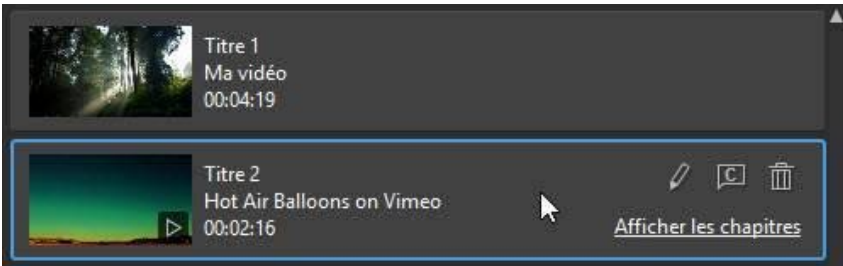 Titre 1
Ma vidéo
00:04:19
Titre 2
Hot Air Balloons on Vimeo
00:02:16
C
Afficher les chapitres